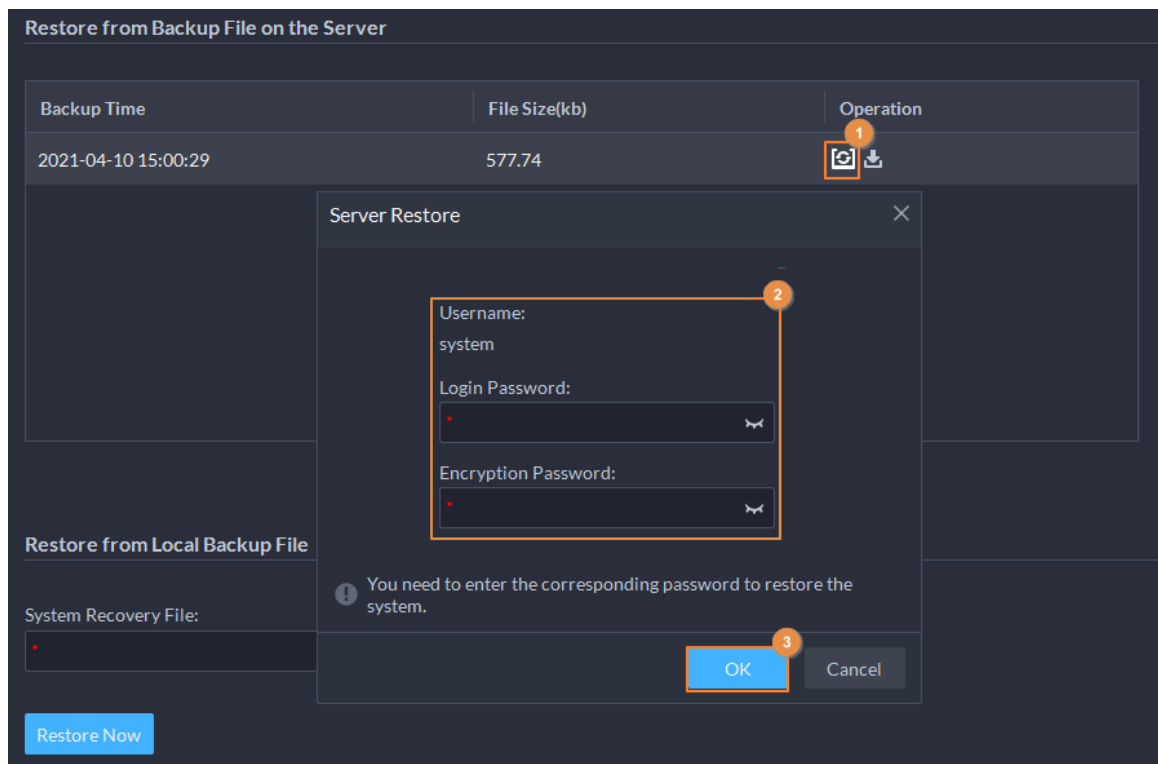 Restore from Backup File on the Server
Backup Time File Size(kb) Operation
1
2021-04-10 15:00:29 577.74
Server Restore
2
Username:
system
Login Password:
*
Encryption Password:
*
Restore from Local Backup File
You need to enter the corresponding password to restore the
system.
System Recovery File:
*
3
OK Cancel
Restore Now